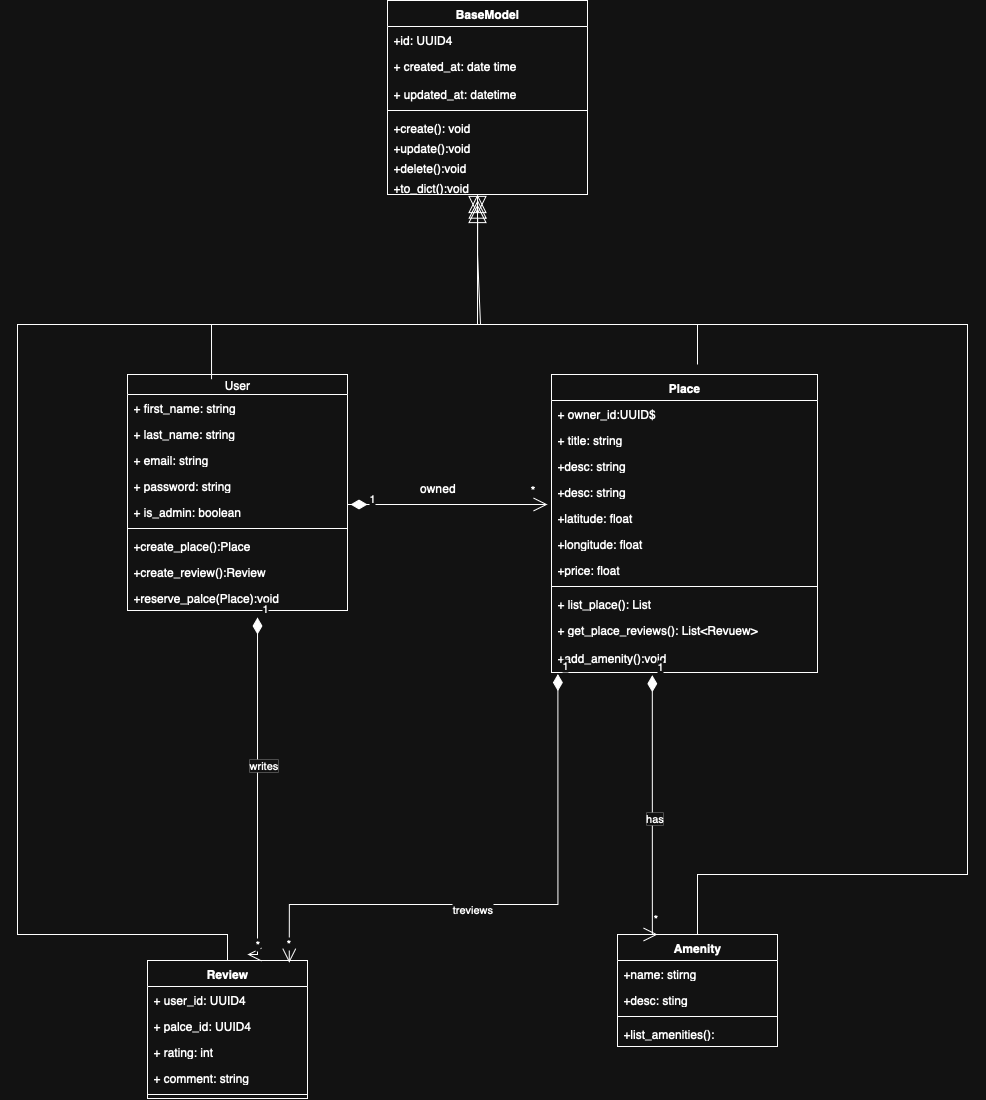 BaseModel
+id: UUID4
+ created_at: date time
+ updated_at: datetime
+create(): void
+update():void
+delete():void
+to_dict():void
User
+ first_name: string
+ last_name: string
+ email: string
+ password: string
+ is_admin: boolean
+create_place():Place
+create_review():Review
+reserve_palce(Place):void
1
owned
*
Place
+ owner_id:UUID$
+ title: string
+desc: string
+desc: string
+latitude: float
+longitude: float
+price: float
+ list_place(): List
+ get_place_reviews(): List<Revuew>
+add_amenity():void
1
1
1
writes
has
treviews
*
*
*
Review
+ user_id: UUID4
+ palce_id: UUID4
+ rating: int
+ comment: string
Amenity
+name: stirng
+desc: sting
+list_amenities():